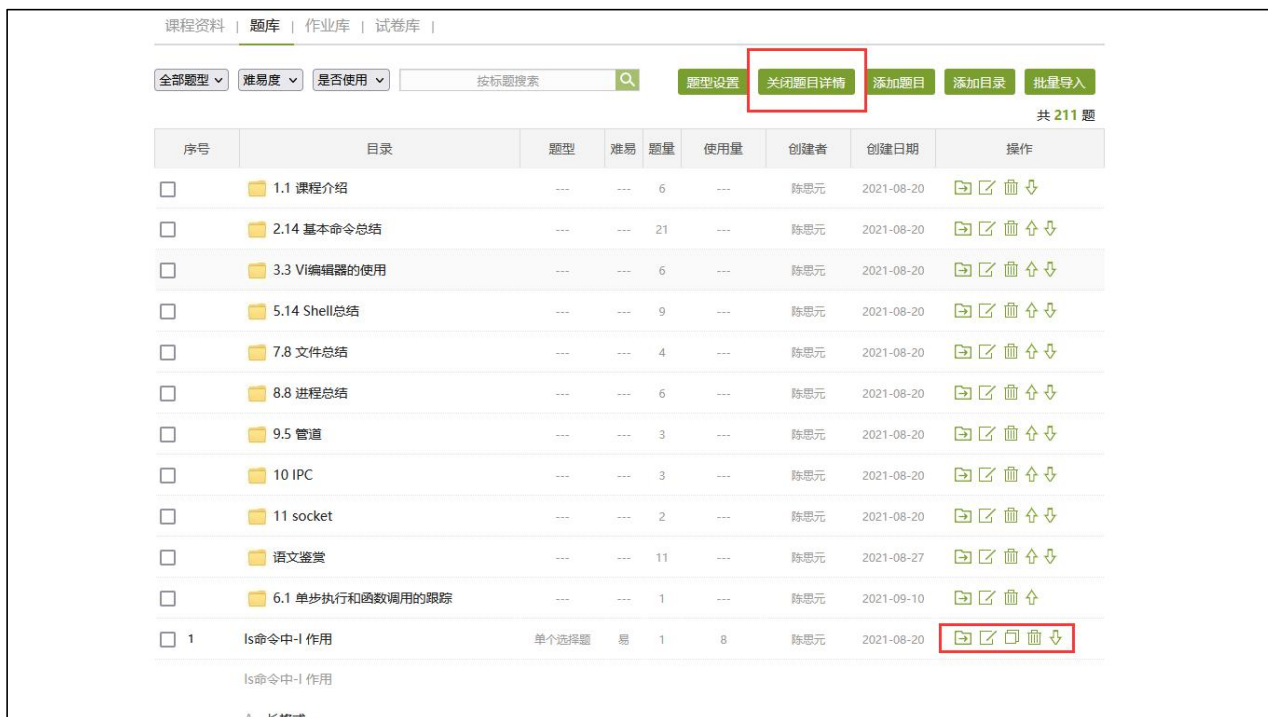 课程资料 | 题库 | 作业库 | 试卷库 |
全部题型 难易度 是否使用 按标题搜索 题型设置 关闭题目详情 添加题目 添加目录 批量导入
共 211 题
序号 目录 题型 难易 题量 使用量 创建者 创建日期 操作
1.1 课程介绍 --- --- 6 --- 陈思元 2021-08-20
2.14 基本命令总结 --- --- 21 --- 陈思元 2021-08-20
3.3 Vi编辑器的使用 --- --- 6 --- 陈思元 2021-08-20
5.14 Shell总结 --- --- 9 --- 陈思元 2021-08-20
7.8 文件总结 --- --- 4 --- 陈思元 2021-08-20
8.8 进程总结 --- --- 6 --- 陈思元 2021-08-20
9.5 管道 --- --- 3 --- 陈思元 2021-08-20
10 IPC --- --- 3 --- 陈思元 2021-08-20
11 socket --- --- 2 --- 陈思元 2021-08-20
语文鉴赏 --- --- 11 --- 陈思元 2021-08-27
6.1 单步执行和函数调用的跟踪 --- --- 1 --- 陈思元 2021-09-10
1 ls命令中-l 作用 单个选择题 易 1 8 陈思元 2021-08-20
ls命令中-l 作用